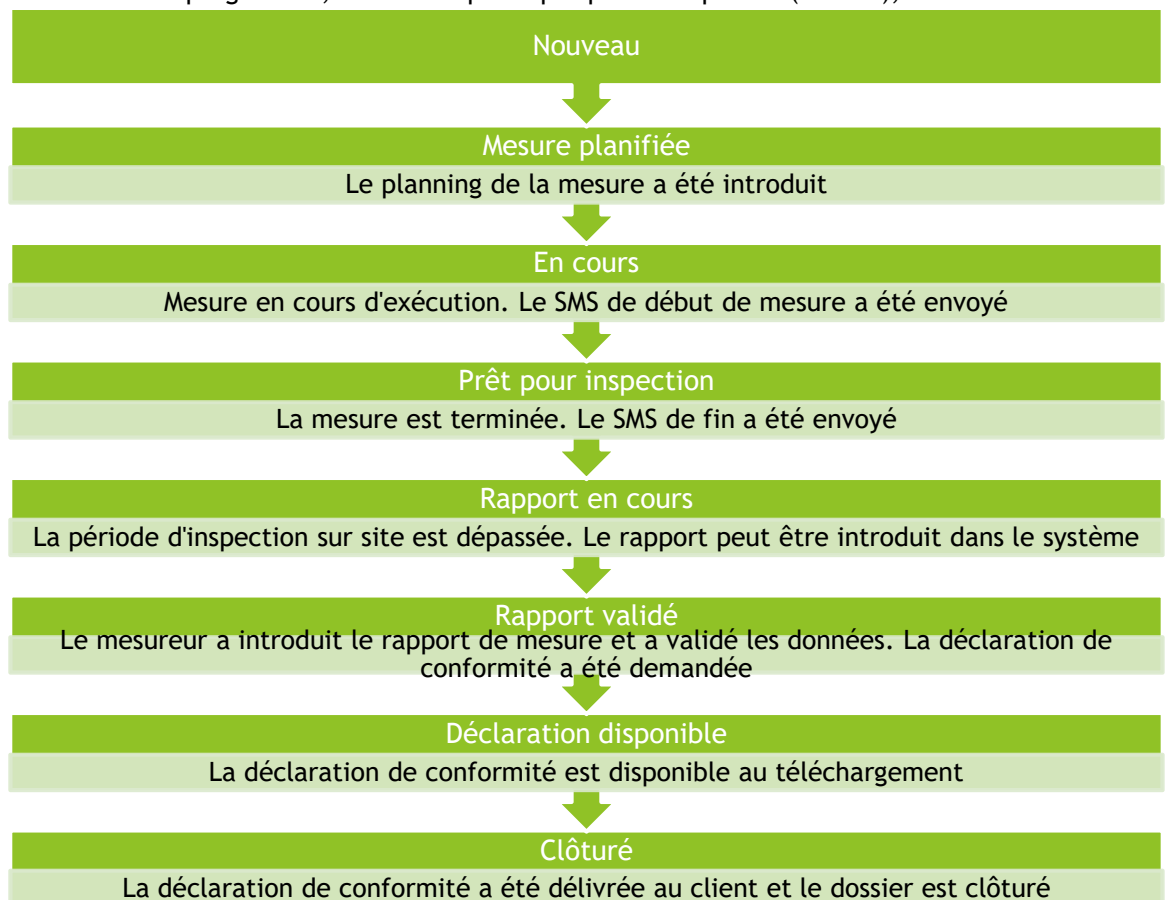 Nouveau
Mesure planifiée
Le planning de la mesure a été introduit
En cours
Mesure en cours d'exécution. Le SMS de début de mesure a été envoyé
Prêt pour inspection
La mesure est terminée. Le SMS de fin a été envoyé
Rapport en cours
La période d'inspection sur site est dépassée. Le rapport peut être introduit dans le système
Rapport validé
Le mesureur a introduit le rapport de mesure et a validé les données. La déclaration de
conformité a été demandée
Déclaration disponible
La déclaration de conformité est disponible au téléchargement
Clôturé
La déclaration de conformité a été délivrée au client et le dossier est clôturé